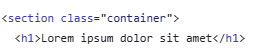 <section class="container">
<h1>Lorem ipsum dolor sit amet</h1>